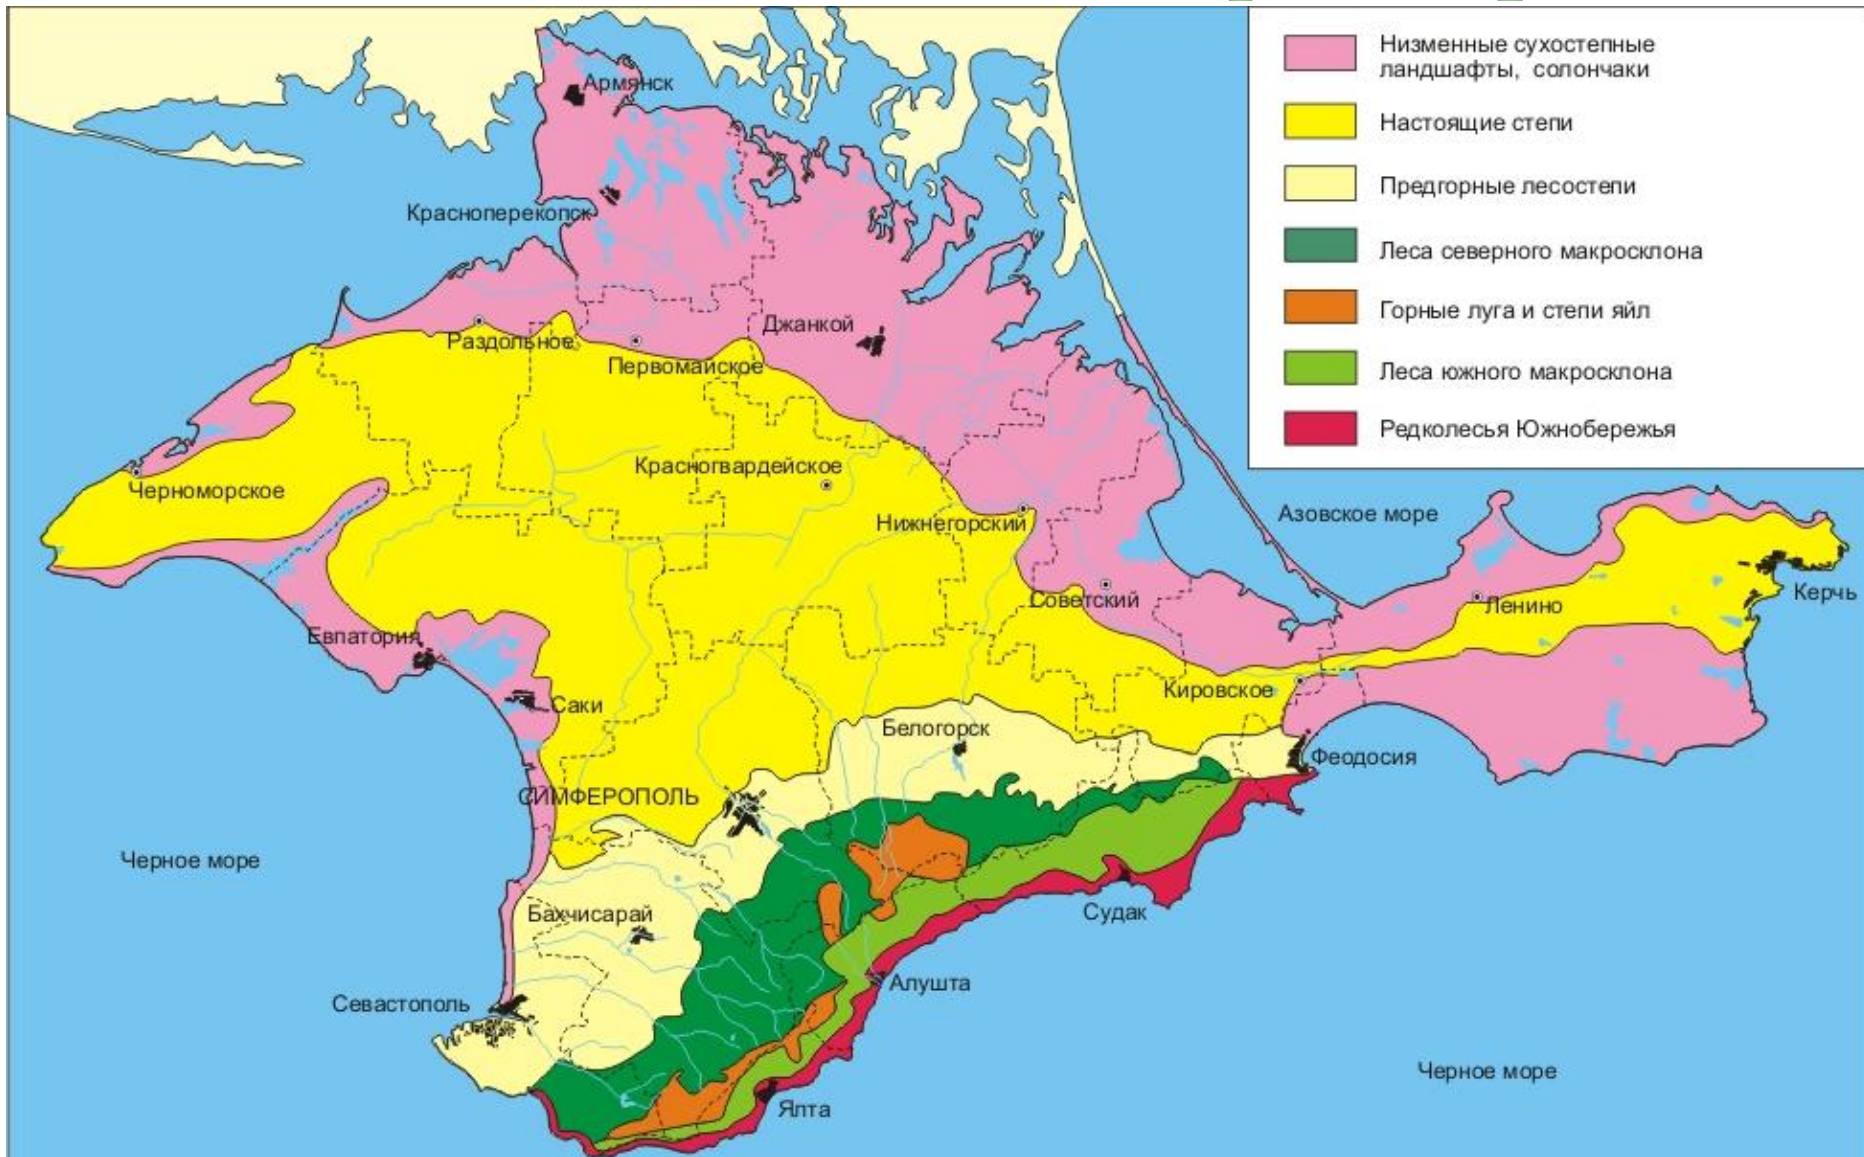 Низменные сухостепные
ландшафты, солончаки
Настоящие степи
Предгорные лесостепи
Леса северного макросклона
Горные луга и степи яйл
Леса южного макросклона
Редколесья Южнобережья
Армянск
Красноперекопск
Джанкой
Раздольное
Первомайское
Черноморское
Красногвардейское
Нижнегорский
Азовское море
Советский
Ленино
Керчь
Евпатория
Кировское
Саки
Белогорск
Феодосия
СИМФЕРОПОЛЬ
Черное море
Бахчисарай
Судак
Алушта
Севастополь
Черное море
Ялта